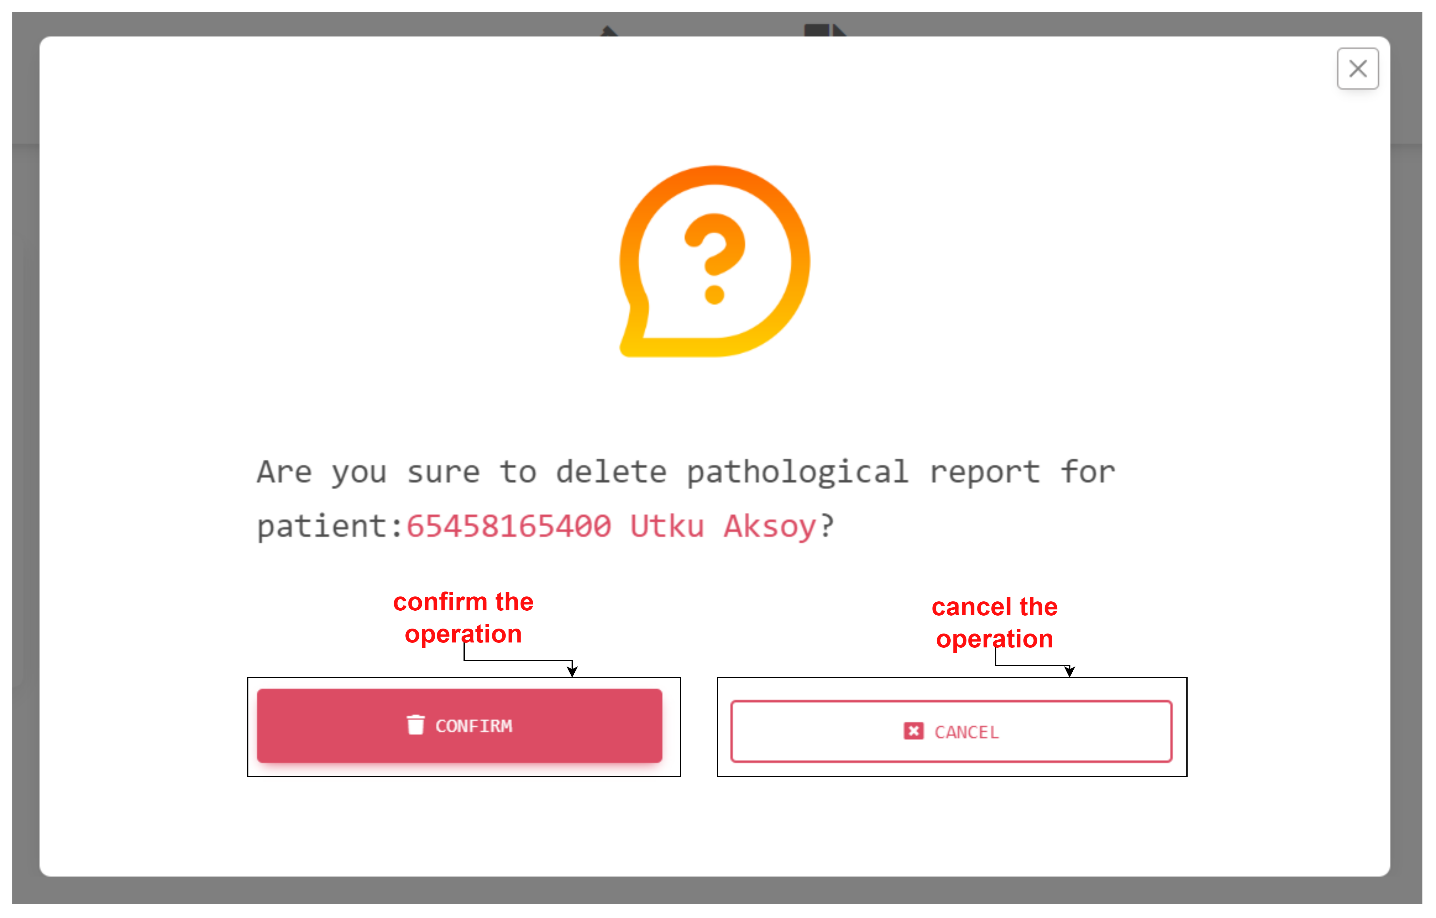 ?
Are you sure to delete pathological report for
patient:65458165400 Utku Aksoy?
confirm the
operation
cancel the
operation
CONFIRM
CANCEL